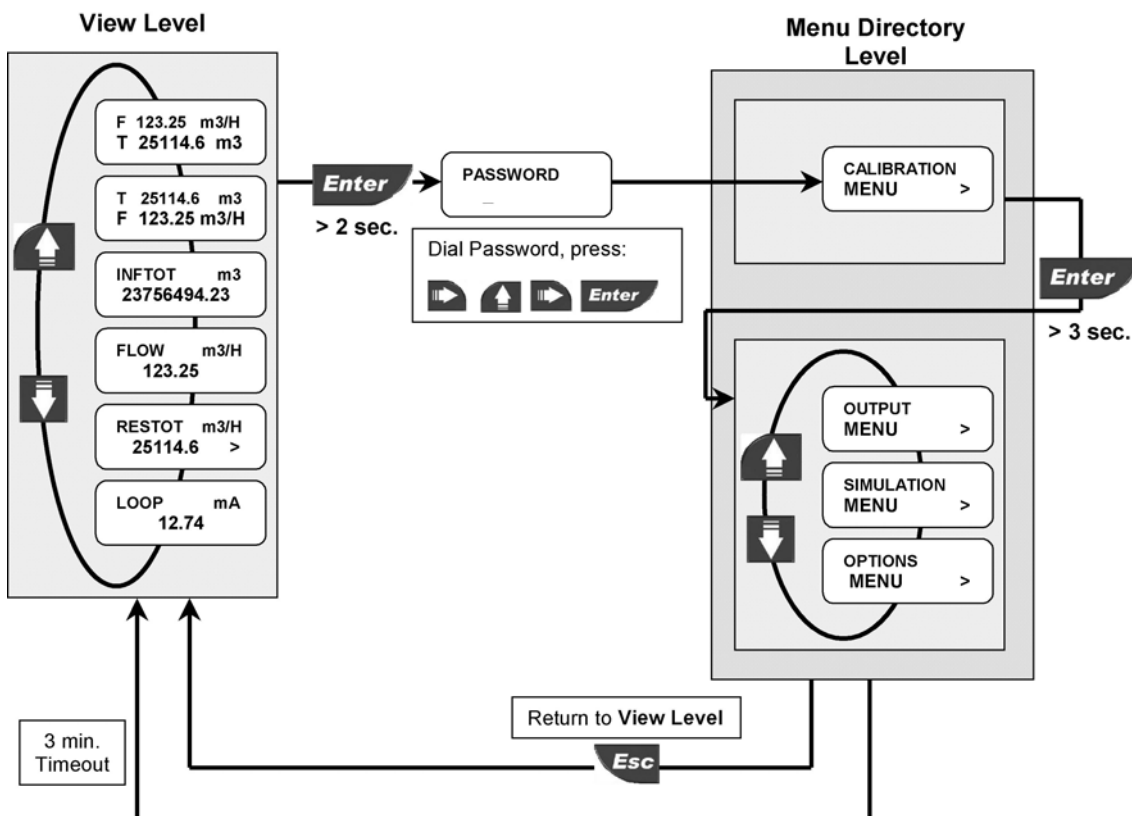 View Level
F 123.25 m3/H
T 25114.6 m3
T 25114.6 m3
F 123.25 m3/H
INFTOT m3
23756494.23
FLOW m3/H
123.25
RESTOT m3/H
25114.6 >
LOOP mA
12.74
Enter
> 2 sec.
PASSWORD
_
Dial Password, press:
Enter
Menu Directory
Level
CALIBRATION
MENU >
Enter
> 3 sec.
OUTPUT
MENU >
SIMULATION
MENU >
OPTIONS
MENU >
Return to View Level
Esc
3 min.
Timeout